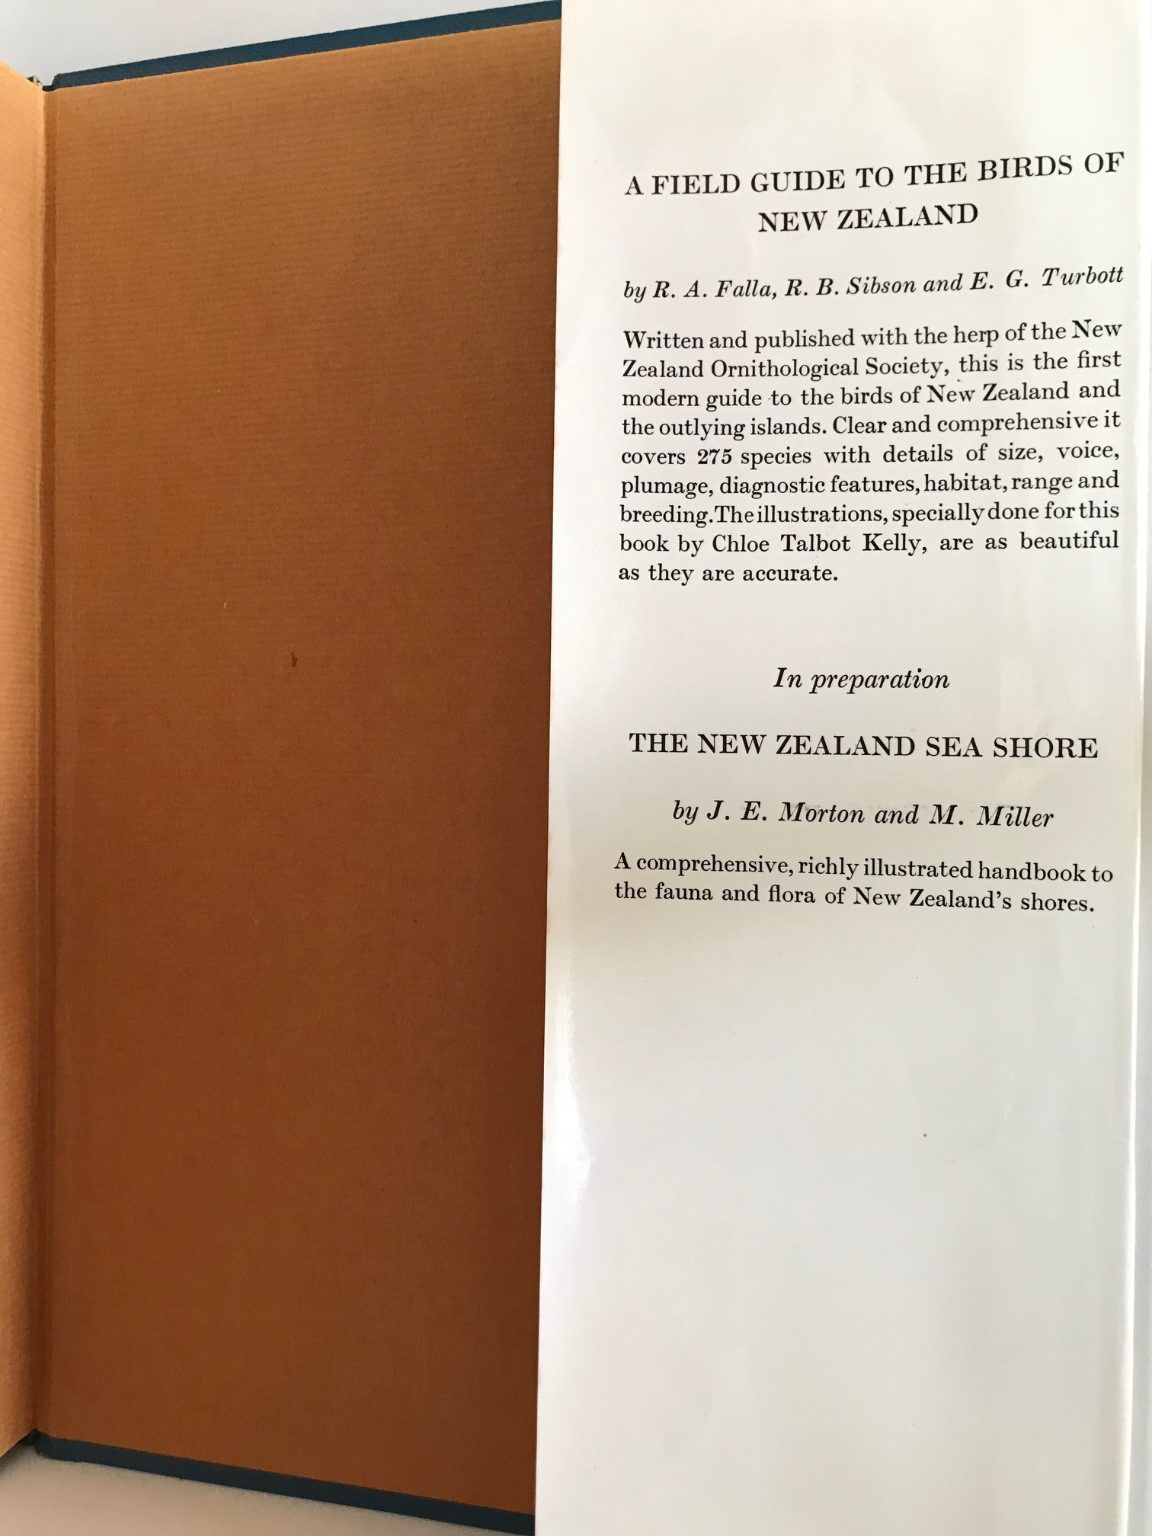 A FIELD GUIDE TO THE BIRDS OF
NEW ZEALAND
by R. A. Falla, R. B. Sibson and E. G. Turbott
Written and published with the herp of the New
Zealand Ornithological Society, this is the first
modern guide to the birds of New Zealand and
the outlying islands. Clear and comprehensive it
covers 275 species with details of size, voice,
plumage, diagnostic features, habitat, range and
breeding. The illustrations, specially done for this
book by Chloe Talbot Kelly, are as beautiful
as they are accurate.
In preparation
THE NEW ZEALAND SEA SHORE
by J. E. Morton and M. Miller
A comprehensive, richly illustrated handbook to
the fauna and flora of New Zealand's shores.